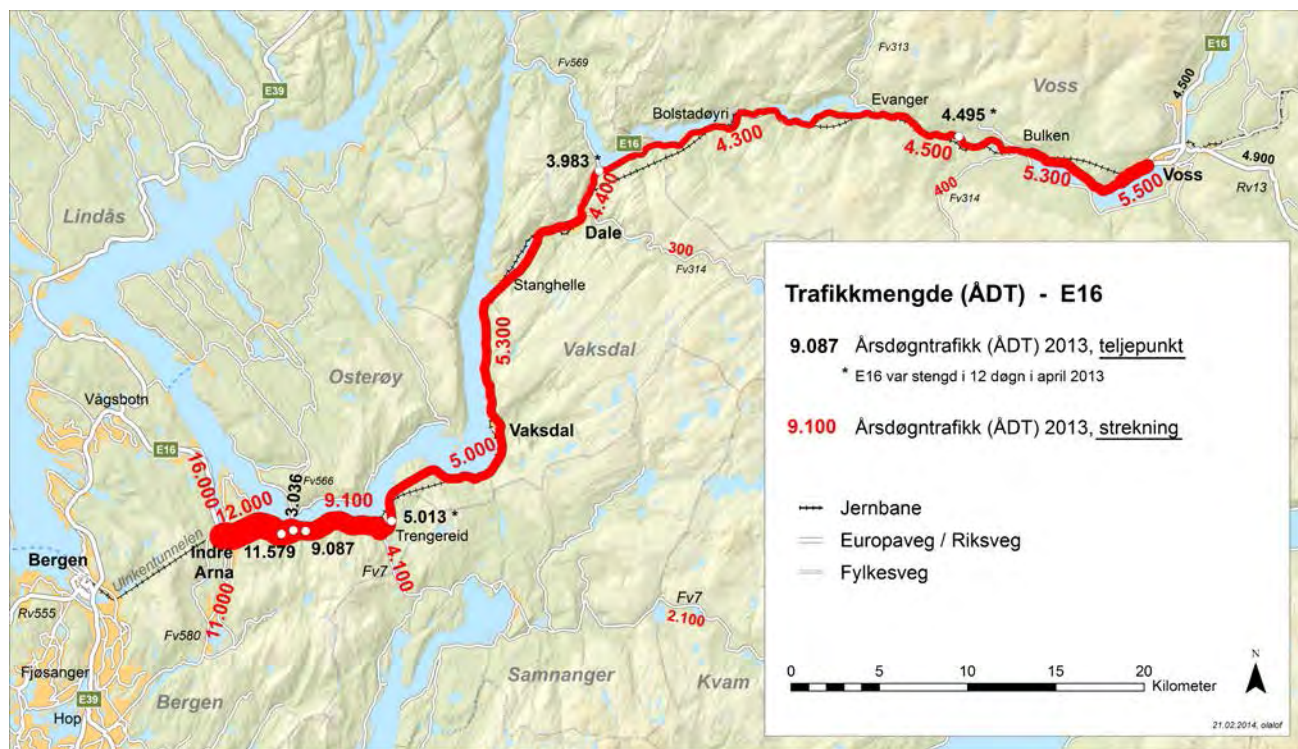 Fv313
E16
Fv569
Voss
4.500
E39
Evanger
Bolstadøyri
4.495 *
E16
4.300
Bulken
3.983 *
4.500
4.900
5.300
Voss
4.400
400
5.500
Rv13
Fv314
Lindås
Dale
300
Fv314
Stanghelle
5.300
Vaksdal
Osterøy
Vågsbotn
Vaksdal
E16
5.000
16.000
3.036
Fv566
2.000
9.100
5.013 *
Trengereid
Ulrikentunnelen
Indre
Arna
11.579
9.087
4.100
Bergen
Fv7
11.000
Fv7
2.100
Rv555
Fv580
Fjøsanger
Samnanger
Kvam
Bergen
E39
Hop
Trafikkmengde (ÅDT) - E16
9.087 Årsdøgntrafikk (ÅDT) 2013, teljepunkt
* E16 var stengd i 12 døgn i april 2013
9.100 Årsdøgntrafikk (ÅDT) 2013, strekning
Jernbane
Europaveg / Riksveg
Fylkesveg
N
0 5 10 15 20
Kilometer
21.02.2014, olalof